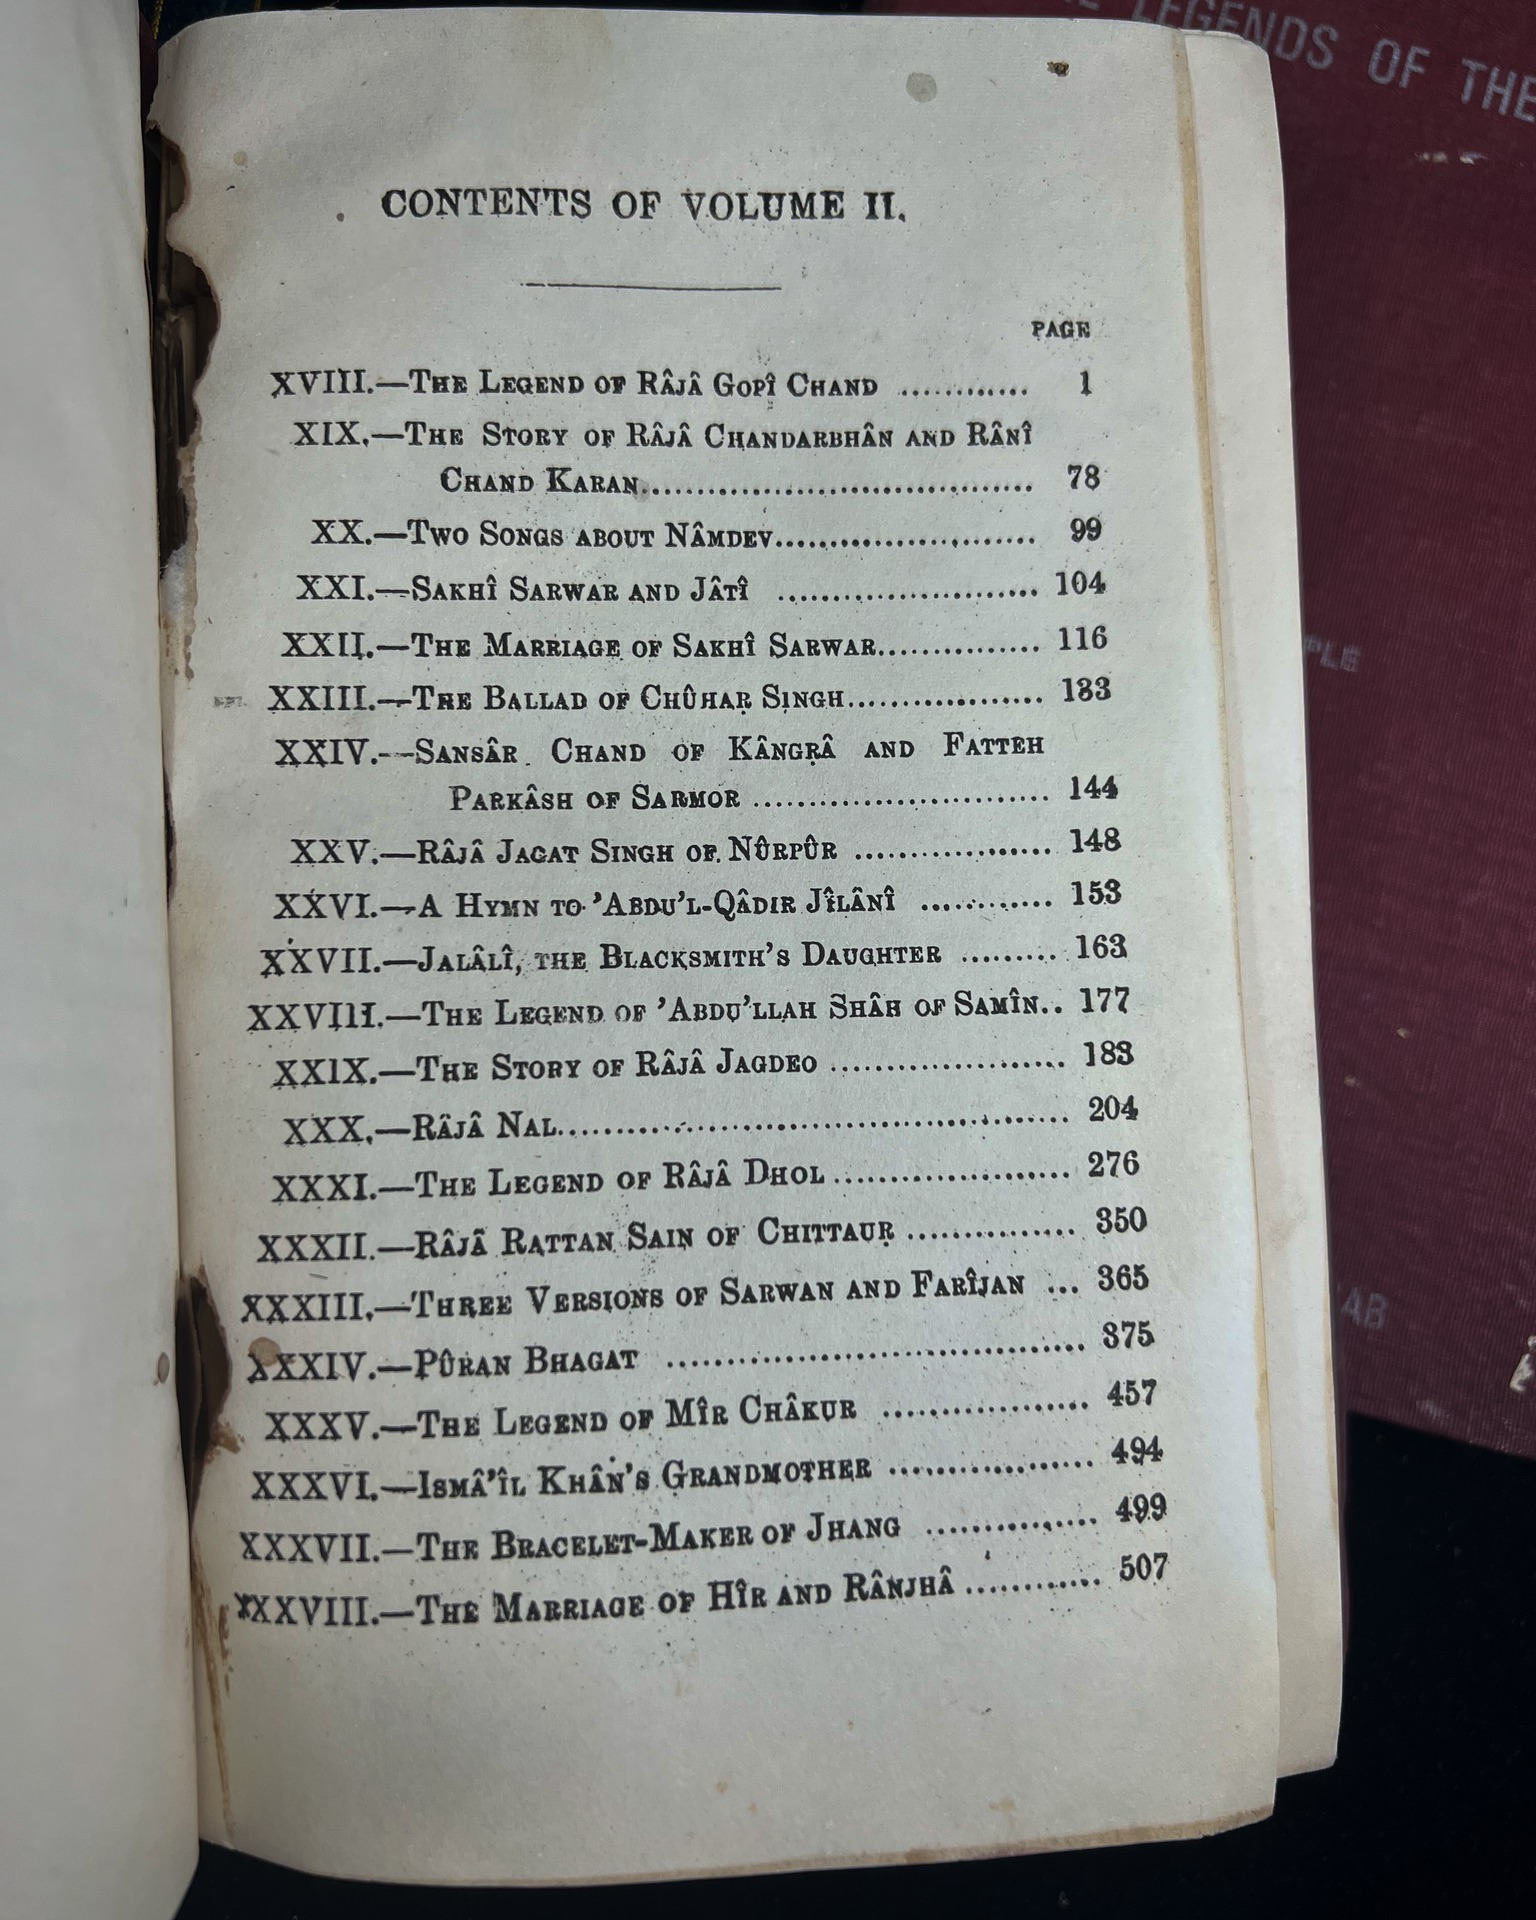 LEGENDS OF THE
CONTENTS OF VOLUME II.
PAGE
XVIII.—THE LEGEND OF RÂJÂ GOPÎ CHAND ............ 1
XIX.—THE STORY OF RÂJÂ CHANDARBHÂN AND RÂNÎ
CHAND KARAN................................... 78
XX.—TWO SONGS ABOUT NÂMDEV....................... 99
XXI.—SAKHÎ SARWAR AND JÂTÎ ........................ 104
XXII.—THE MARRIAGE OF SAKHÎ SARWAR............... 116
XXIII.—THE BALLAD OF CHÛHAR SINGH.................. 133
XXIV.—SANSÂR CHAND OF KÂNGRÂ AND FATTEH
PARKÂSH OF SARMOR ........................... 144
XXV.—RÂJÂ JAGAT SINGH OF NÛRPÛR .................. 148
XXVI.—A HYMN TO 'ABDU'L-QÂDIR JÎLÂNÎ ............ 153
XXVII.—JALÂLÎ, THE BLACKSMITH'S DAUGHTER ......... 163
XXVIII.—THE LEGEND OF 'ABDU'LLAH SHÂH OF SAMÎN.. 177
XXIX.—THE STORY OF RÂJÂ JAGDEO ..................... 183
XXX.—RÂJÂ NAL............................................. 204
XXXI.—THE LEGEND OF RÂJÂ DHOL..................... 276
XXXII.—RÂJÂ RATTAN SAIN OF CHITTAUR ............... 350
XXXIII.—THREE VERSIONS OF SARWAN AND FARÎJAN ... 365
XXXIV.—PÛRAN BHAGAT ..................................... 375
XXXV.—THE LEGEND OF MÎR CHÂKUR .................. 457
XXXVI.—ISMÂ'ÎL KHÂN'S GRANDMOTHER .................. 494
XXXVII.—THE BRACELET-MAKER OF JHANG ............... 499
XXXVIII.—THE MARRIAGE OF HÎR AND RÂNJHÂ ............ 507